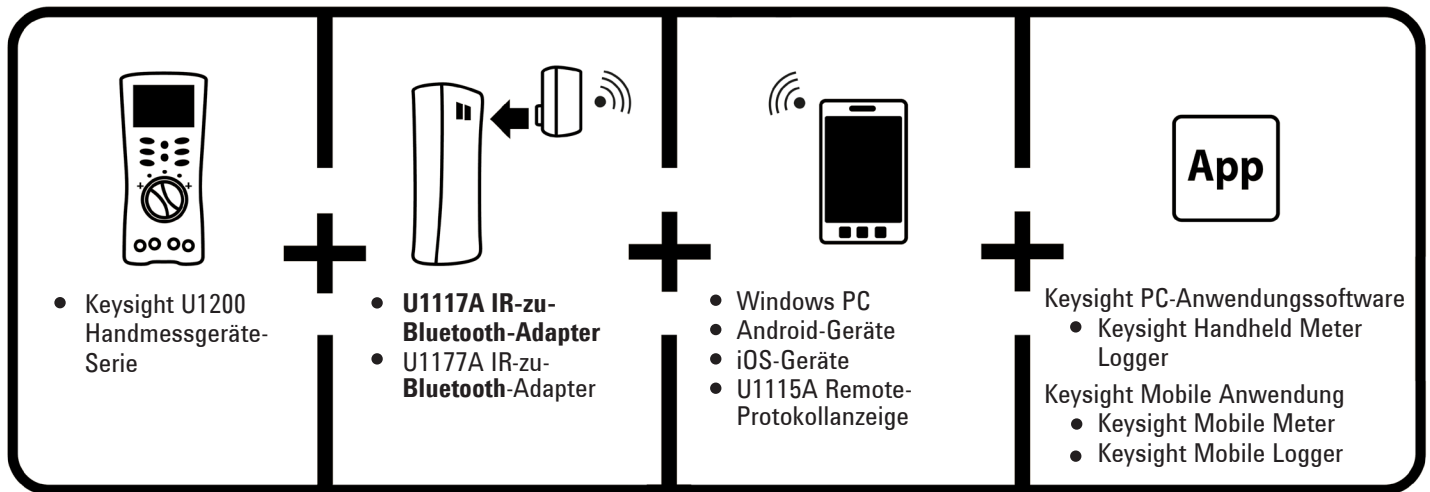 Keysight U1200
Handmessgeräte-
Serie
U1117A IR-zu-
Bluetooth-Adapter
U1177A IR-zu-
Bluetooth-Adapter
Windows PC
Android-Geräte
iOS-Geräte
U1115A Remote-
Protokollanzeige
App
Keysight PC-Anwendungssoftware
Keysight Handheld Meter
Logger
Keysight Mobile Anwendung
Keysight Mobile Meter
Keysight Mobile Logger